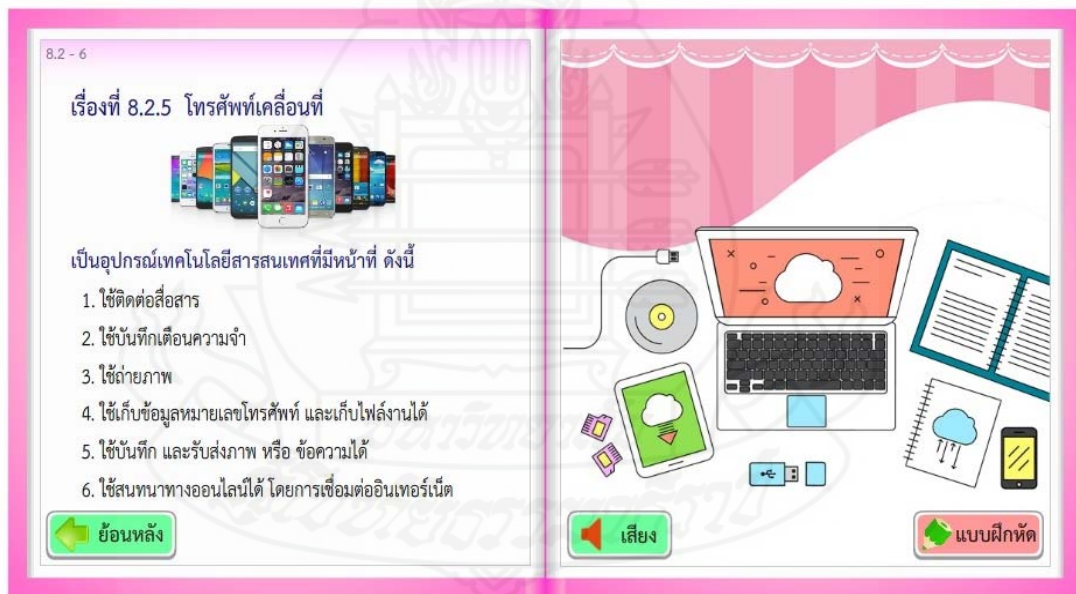 8.2 - 6
เรื่องที่ 8.2.5 โทรศัพท์เคลื่อนที่
เป็นอุปกรณ์เทคโนโลยีสารสนเทศที่มีหน้าที่ ดังนี้
1. ใช้ติดต่อสื่อสาร
2. ใช้บันทึกเตือนความจำ
3. ใช้ถ่ายภาพ
4. ใช้เก็บข้อมูลหมายเลขโทรศัพท์ และเก็บไฟล์งานได้
5. ใช้บันทึก และรับส่งภาพ หรือ ข้อความได้
6. ใช้สนทนาทางออนไลน์ได้ โดยการเชื่อมต่ออินเทอร์เน็ต
ย้อนหลัง
เสียง
แบบฝึกหัด